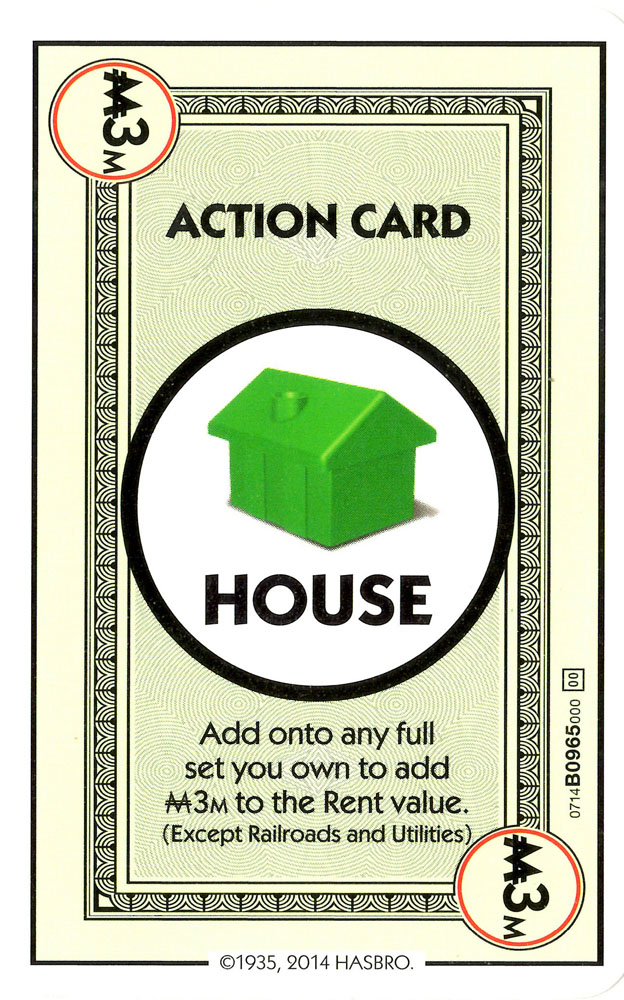 ₩3M
ACTION CARD
HOUSE
Add onto any full
set you own to add
₩3M to the Rent value.
(Except Railroads and Utilities)
0714B0965000 00
₩3M
©1935, 2014 HASBRO.